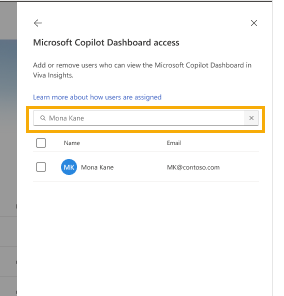 Microsoft Copilot Dashboard access
Add or remove users who can view the Microsoft Copilot Dashboard in
Viva Insights.
Learn more about how users are assigned
Mona Kane
Name Email
MK Mona Kane MK@contoso.com